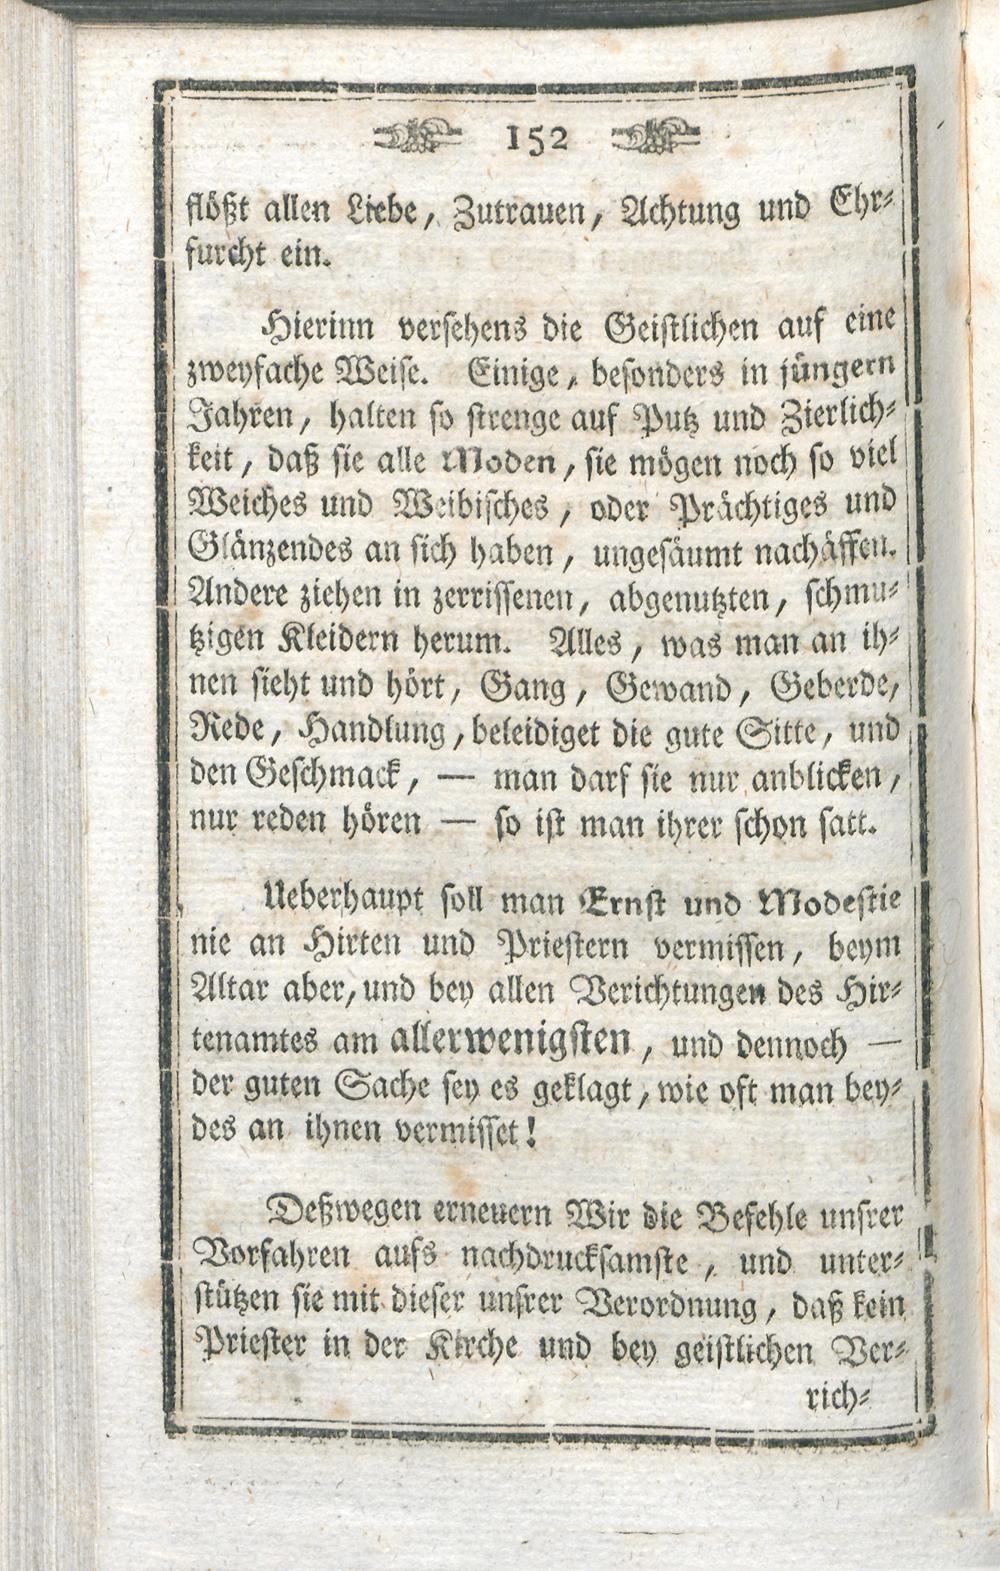 152
flößt allen Liebe, Zutrauen, Achtung und Ehr-
furcht ein.
Hierinn versehens die Geistlichen auf eine
zweyfache Weise. Einige, besonders in jüngern
Jahren, halten so strenge auf Putz und Zierlich-
keit, daß sie alle Moden, sie mögen noch so viel
Weiches und Weibisches, oder Prächtiges und
Glänzendes an sich haben, ungesäumt nachäffen.
Andere ziehen in zerrissenen, abgenutzten, schmu-
tzigen Kleidern herum. Alles, was man an ih-
nen sieht und hört, Gang, Gewand, Geberde,
Rede, Handlung, beleidiget die gute Sitte, und
den Geschmack, — man darf sie nur anblicken,
nur reden hören — so ist man ihrer schon satt.
Ueberhaupt soll man Ernst und Modestie
nie an Hirten und Priestern vermissen, beym
Altar aber, und bey allen Verichtungen des Hir-
tenamtes am allerwenigsten, und dennoch —
der guten Sache sey es geklagt, wie oft man bey-
des an ihnen vermisset!
Deßwegen erneuern Wir die Befehle unsrer
Vorfahren aufs nachdrucksamste, und unter-
stützen sie mit dieser unsrer Verordnung, daß kein
Priester in der Kirche und bey geistlichen Ver-
rich-